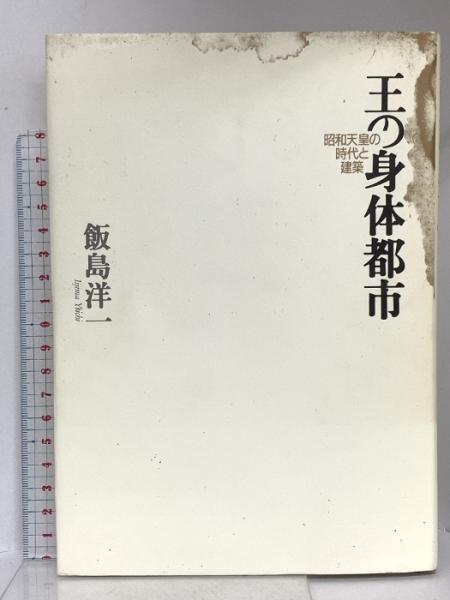 王の身体都市
昭和天皇の
時代と
建築
飯島洋一
Iijima Yoichi